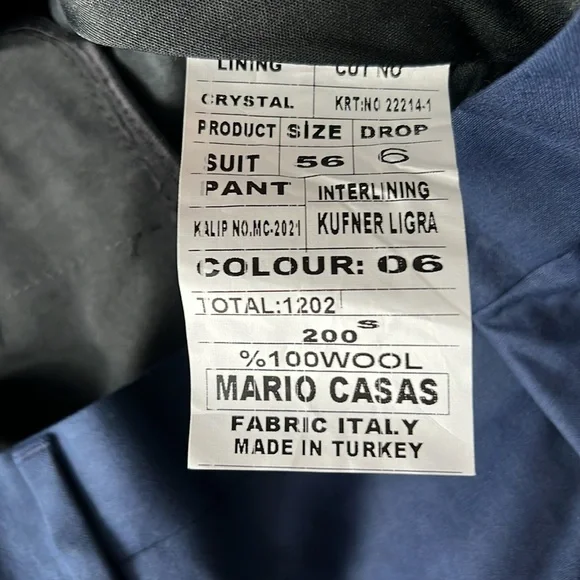 LINING CUT NO
CRYSTAL KRT:NO 22214-1
PRODUCT SIZE DROP
SUIT 56 6
PANT INTERLINING
KALIP NO.MC-2021 KUFNER LIGRA
COLOUR: 06
TOTAL:1202
200S
%100WOOL
MARIO CASAS
FABRIC ITALY
MADE IN TURKEY